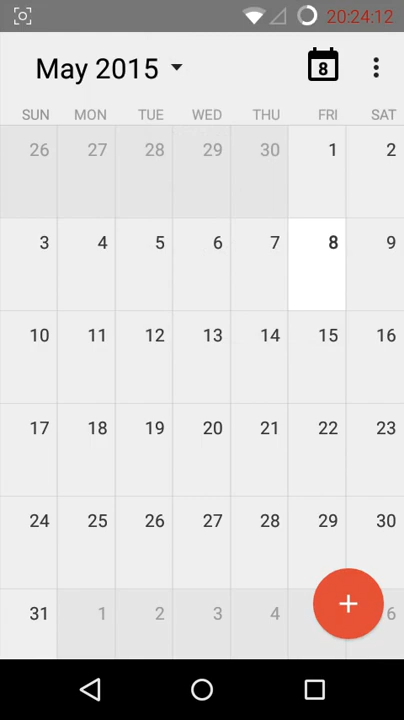 20:24:12
May 2015
8
SUN MON TUE WED THU FRI SAT
26 27 28 29 30 1 2
3 4 5 6 7 8 9
10 11 12 13 14 15 16
17 18 19 20 21 22 23
24 25 26 27 28 29 30
31 1 2 3 4 6
+